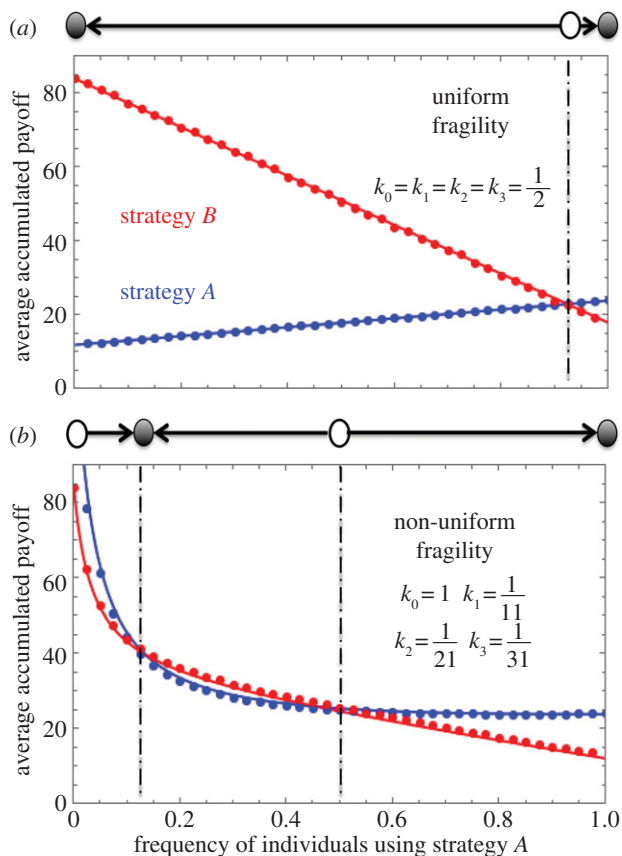 (a)
80
60
40
20
0
average accumulated payoff
uniform
fragility
k0 = k1 = k2 = k3 = 1/2
strategy B
strategy A
(b)
80
60
40
20
0
average accumulated payoff
non-uniform
fragility
k0 = 1 k1 = 1/11
k2 = 1/21 k3 = 1/31
0 0.2 0.4 0.6 0.8 1.0
frequency of individuals using strategy A